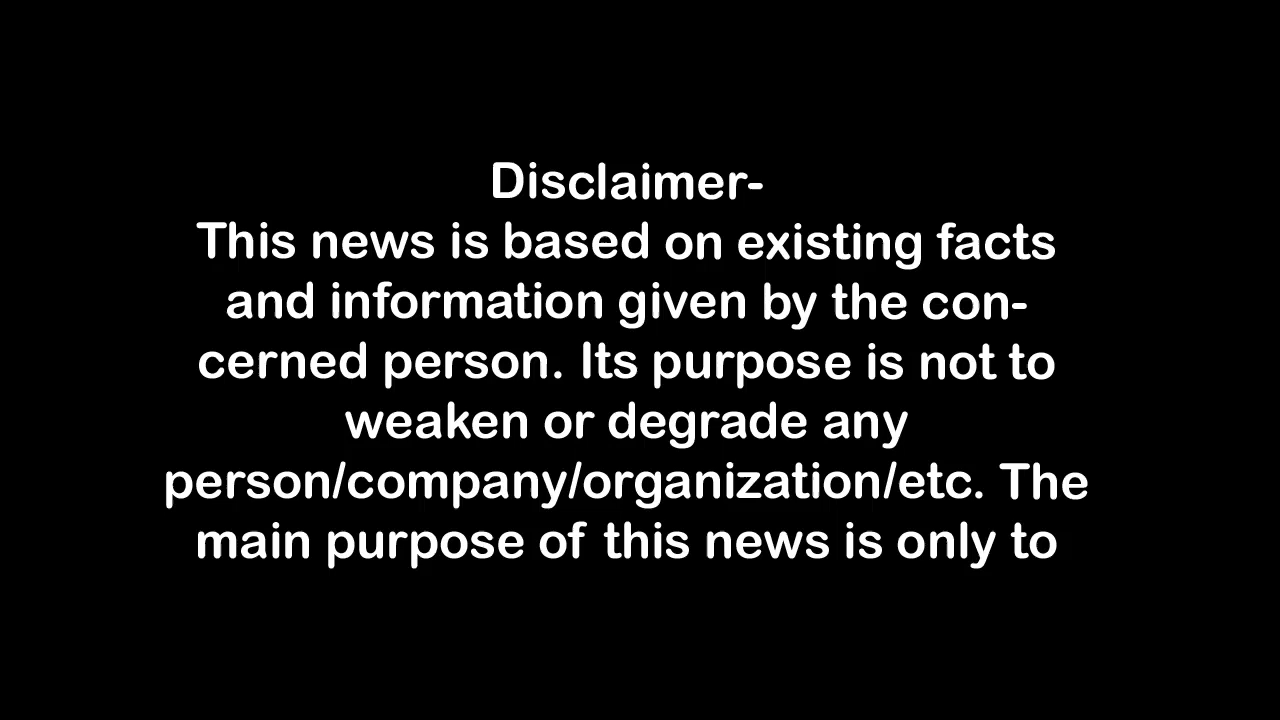 Disclaimer-
This news is based on existing facts
and information given by the con-
cerned person. Its purpose is not to
weaken or degrade any
person/company/organization/etc. The
main purpose of this news is only to